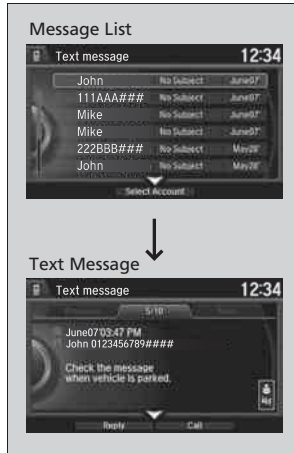 Message List
Text message 12:34
John No Subject June07'
111AAA### No Subject June07'
Mike No Subject June07'
Mike No Subject June07'
222BBB### No Subject May28'
John No Subject May28'
Select Account
Text Message
Text message 12:34
5/10
June07'03:47 PM
John 0123456789####
Check the message
when vehicle is parked.
Reply Call